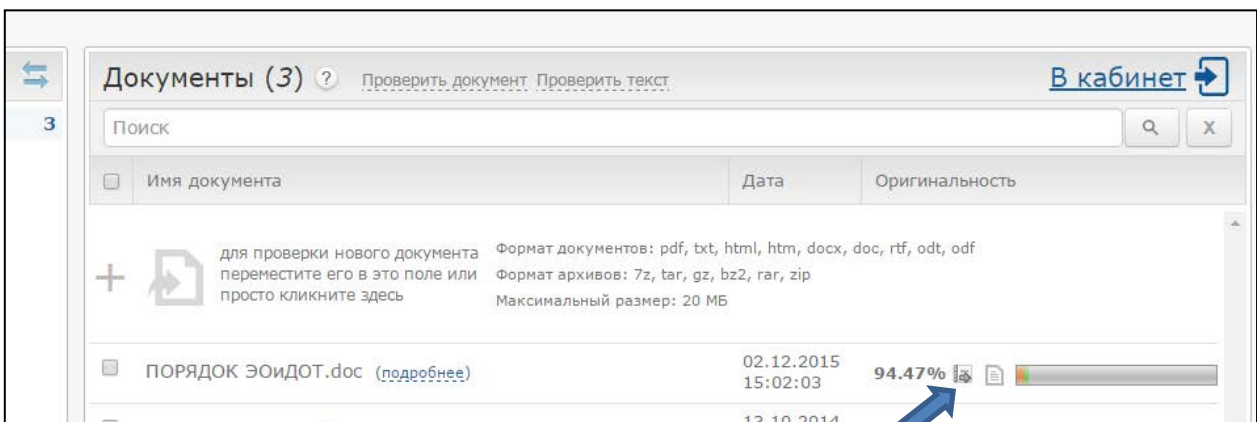 Документы (3) ? Проверить документ Проверить текст В кабинет
3
Поиск
X
Имя документа Дата Оригинальность
для проверки нового документа
переместите его в это поле или
просто кликните здесь
Формат документов: pdf, txt, html, htm, docx, doc, rtf, odt, odf
Формат архивов: 7z, tar, gz, bz2, rar, zip
Максимальный размер: 20 МБ
ПОРЯДОК ЭОиДОТ.doc (подробнее) 02.12.2015
15:02:03
94.47%
13.10.2014